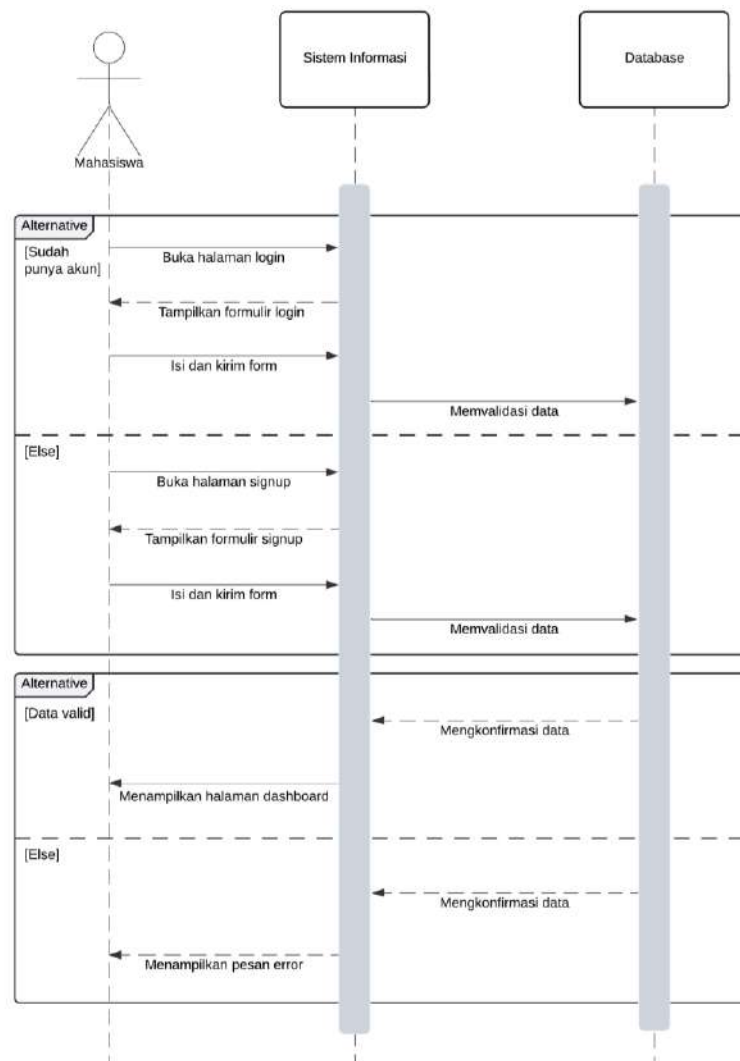 Sistem Informasi
Database
Mahasiswa
Alternative
[Sudah
punya akun]
Buka halaman login
Tampilkan formulir login
Isi dan kirim form
Memvalidasi data
[Else]
Buka halaman signup
Tampilkan formulir signup
Isi dan kirim form
Memvalidasi data
Alternative
[Data valid]
Mengkonfirmasi data
Menampilkan halaman dashboard
[Else]
Mengkonfirmasi data
Menampilkan pesan error